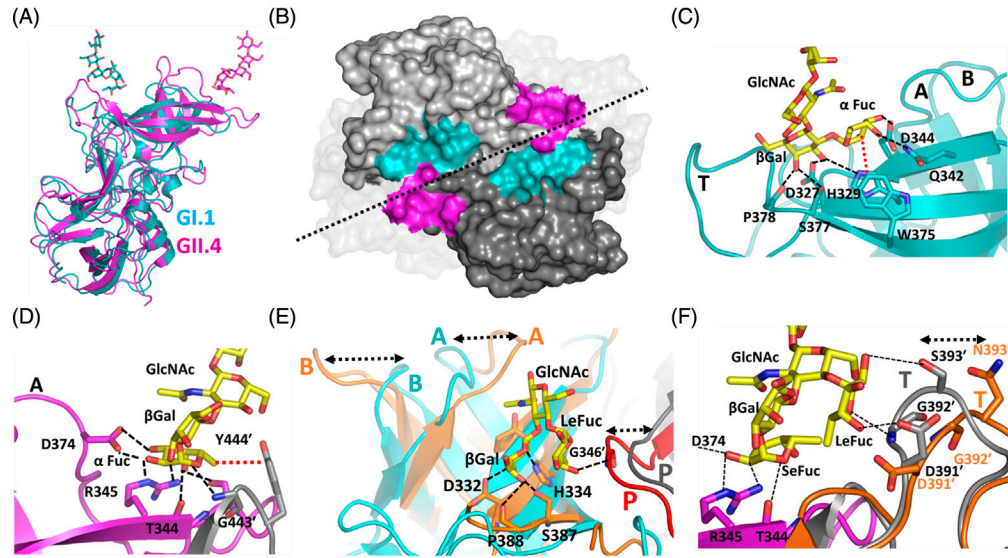 (A)
GI.1
GII.4
(B)
(C)
GlcNAc
α Fuc
A
B
D344
βGal
Q342
T
D327
H329
P378
S377
W375
(D)
A
GlcNAc
βGal
D374
Y444'
α Fuc
R345
T344
G443'
(E)
B
A
A
B
GlcNAc
LeFuc
βGal
G346'
D332
H334
P
P
P388
S387
(F)
GlcNAc
S393'
N393'
T
βGal
G392'
T
LeFuc
G392'
D374
SeFuc
D391'
D391'
R345
T344